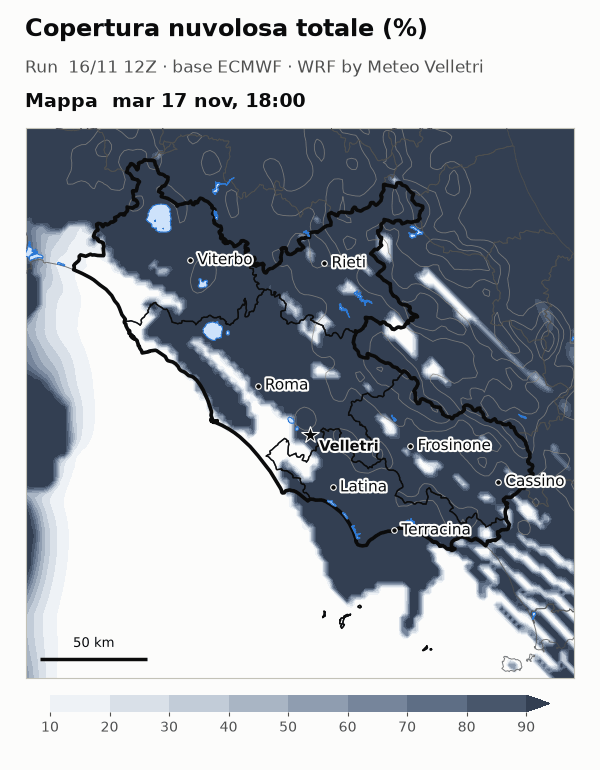 Copertura nuvolosa totale (%)
Run  16/11 12Z · base ECMWF · WRF by Meteo Velletri
Mappa  mar 17 nov, 18:00
Viterbo
Rieti
Roma
Velletri
Frosinone
Cassino
Latina
Terracina
50 km
10 20 30 40 50 60 70 80 90